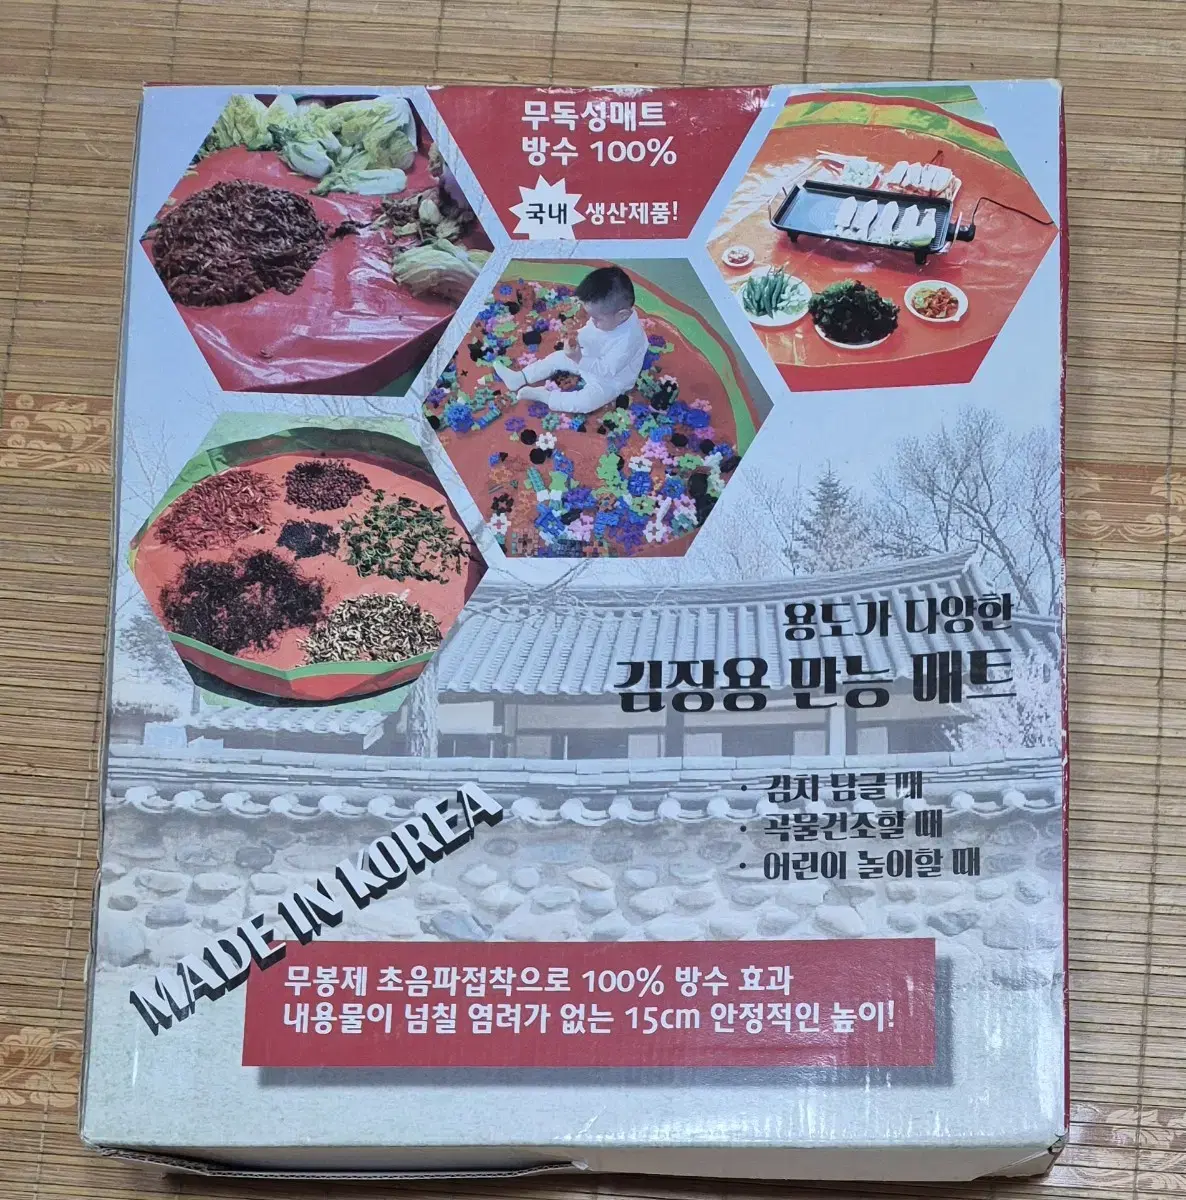 무독성매트
방수 100%
국내 생산제품!
용도가 다양한
김장용 만능 매트
· 김치 담글 때
· 곡물건조할 때
· 어린이 놀이할 때
MADE IN KOREA
무봉제 초음파접착으로 100% 방수 효과
내용물이 넘칠 염려가 없는 15cm 안정적인 높이!